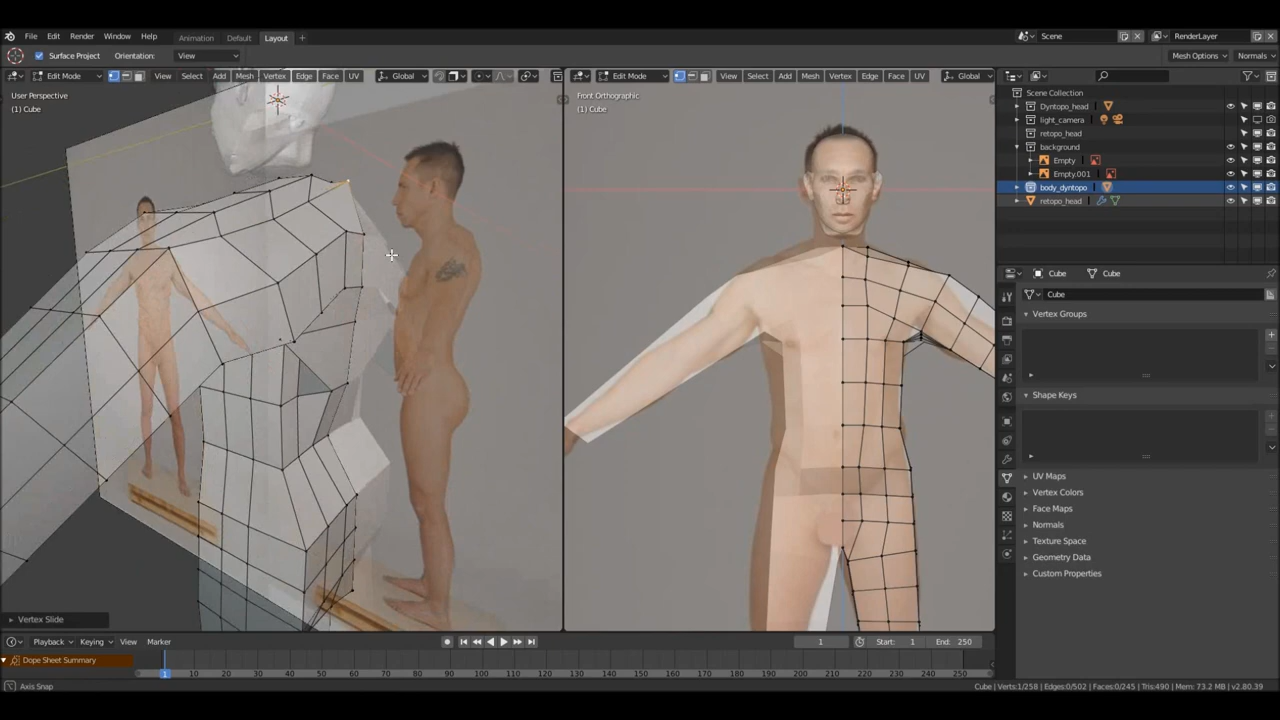 File Edit Render Window Help Animation Default Layout + Scene RenderLayer
Surface Project Orientation: View Mesh Options Normals
Edit Mode View Select Add Mesh Vertex Edge Face UV Global Edit Mode View Select Add Mesh Vertex Edge Face UV Global
User Perspective
(1) Cube
Front Orthographic
(1) Cube
Scene Collection
Dyntopo_head
light_camera
retopo_head
background
Empty
Empty.001
body_dyntopo
retopo_head
Cube Cube
Cube
Vertex Groups
Shape Keys
UV Maps
Vertex Colors
Face Maps
Normals
Texture Space
Geometry Data
Custom Properties
Vertex Slide
Playback Keying View Marker 1 Start: 1 End: 250
Dope Sheet Summary
1 10 20 30 40 50 60 70 80 90 100 110 120 130 140 150 160 170 180 190 200 210 220 230 240 250
Axis Snap Cube | Verts:1/258 | Edges:0/502 | Faces:0/245 | Tris:490 | Mem: 73.2 MB | v2.80.39